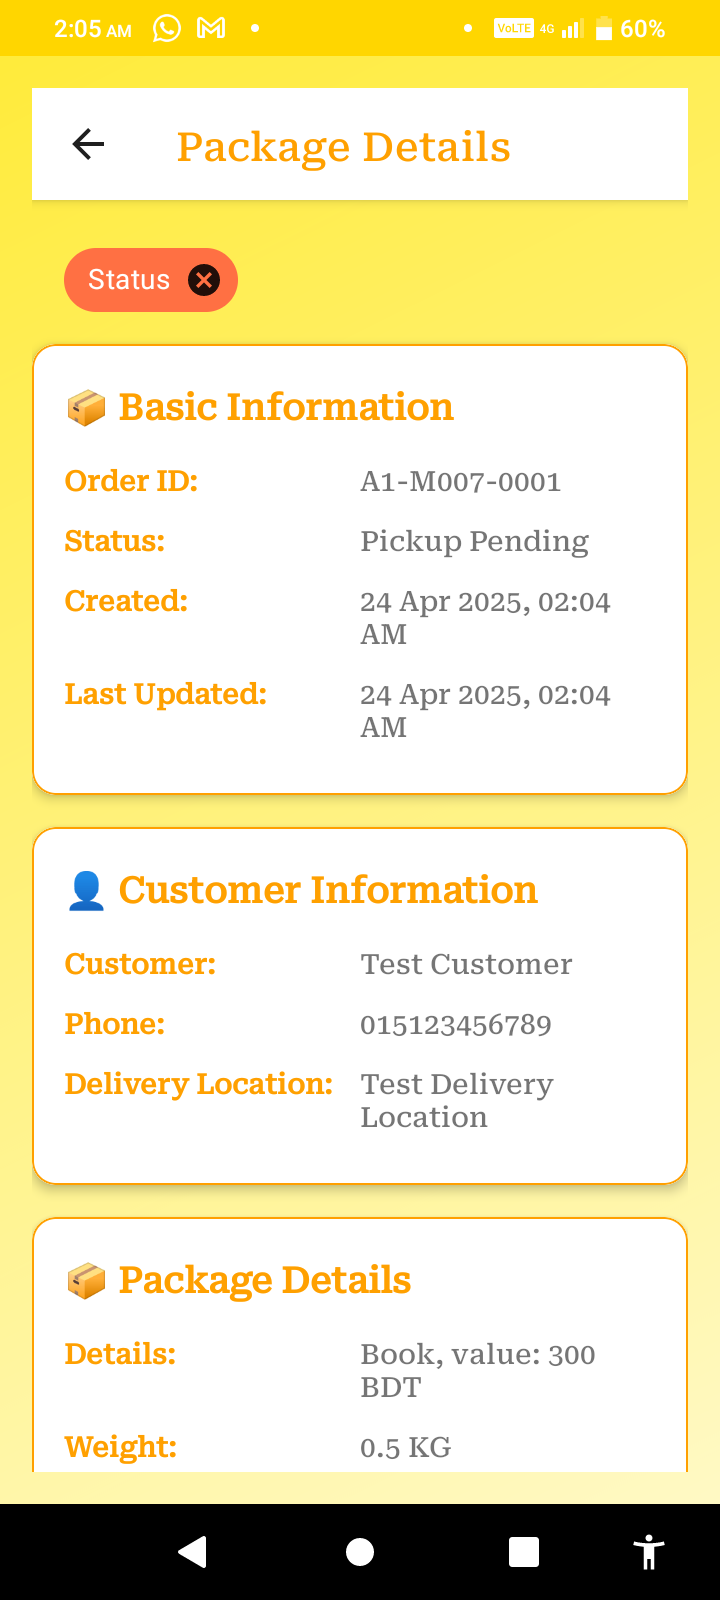 2:05 AM VoLTE 4G 60%
Package Details
Status
Basic Information
Order ID: A1-M007-0001
Status: Pickup Pending
Created: 24 Apr 2025, 02:04
AM
Last Updated: 24 Apr 2025, 02:04
AM
Customer Information
Customer: Test Customer
Phone: 015123456789
Delivery Location: Test Delivery
Location
Package Details
Details: Book, value: 300
BDT
Weight: 0.5 KG